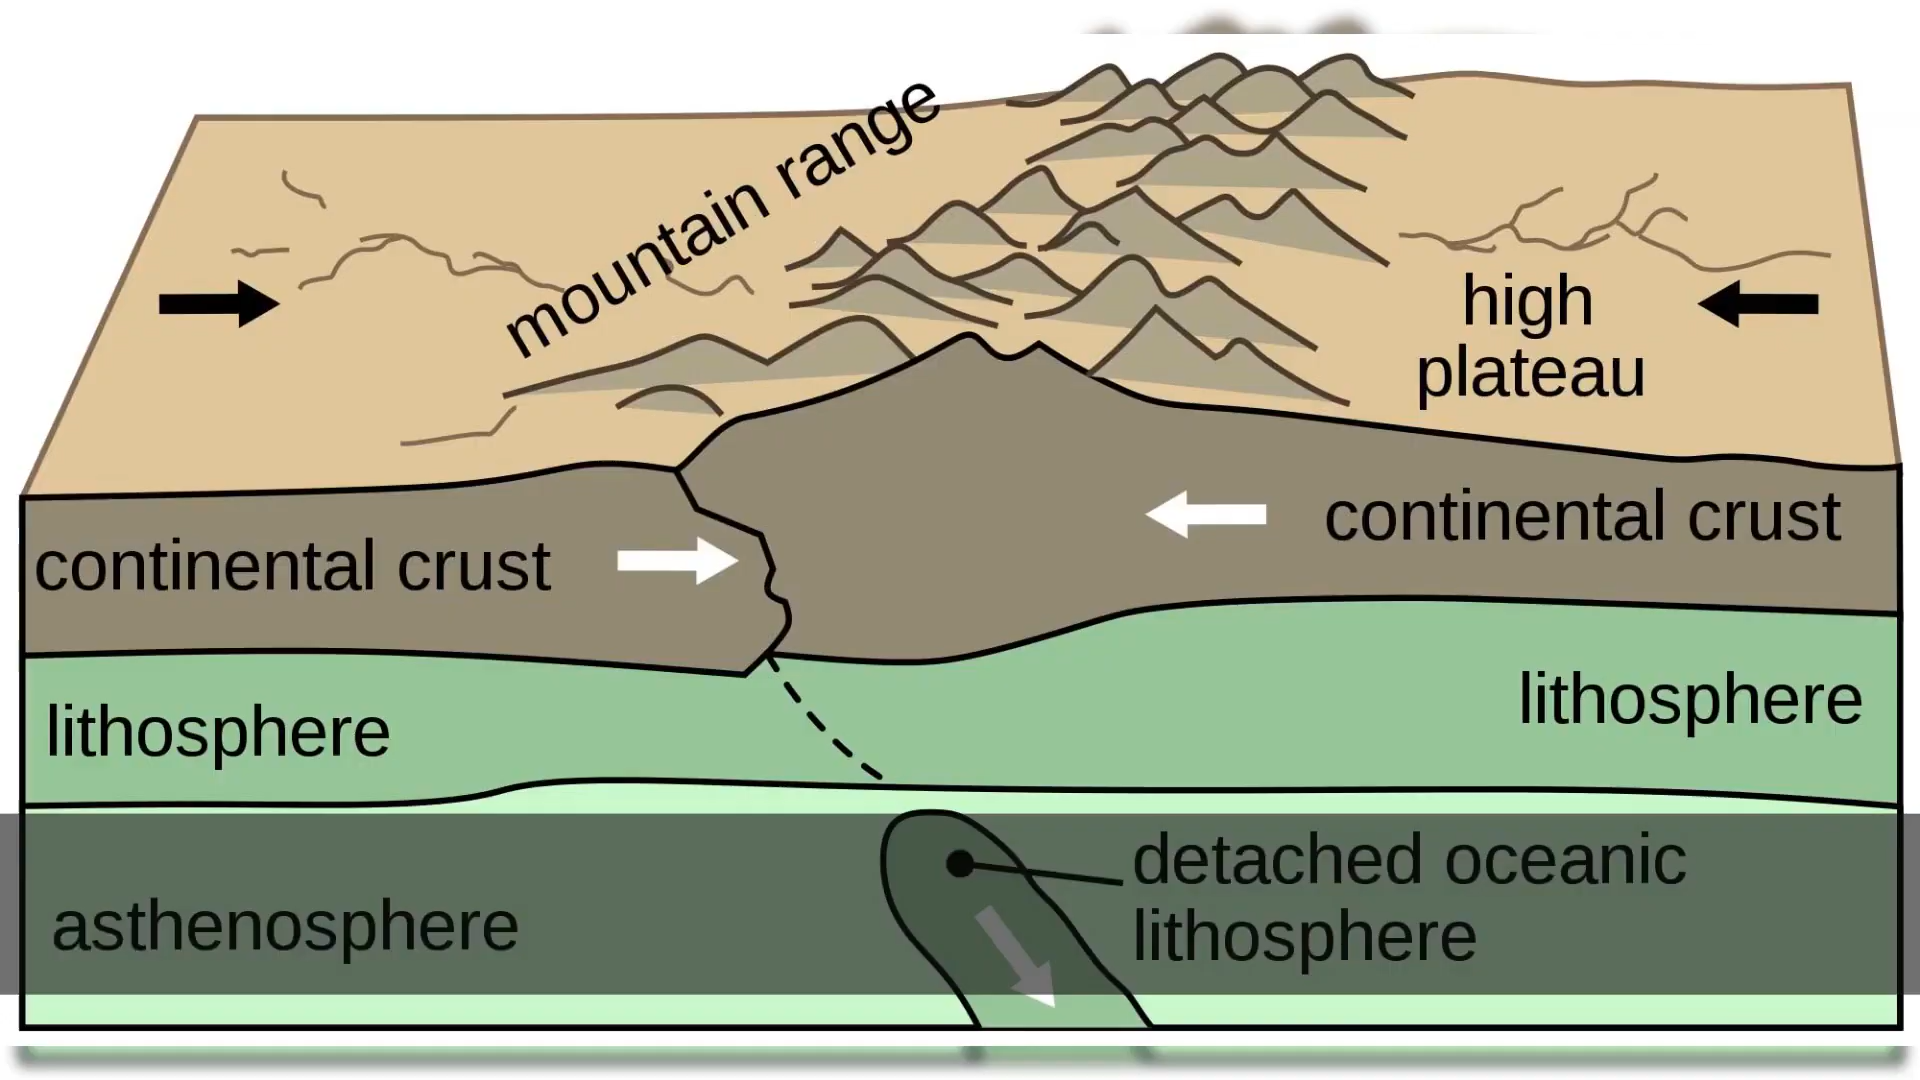 mountain range
high
plateau
continental crust
continental crust
lithosphere
lithosphere
detached oceanic
lithosphere
asthenosphere